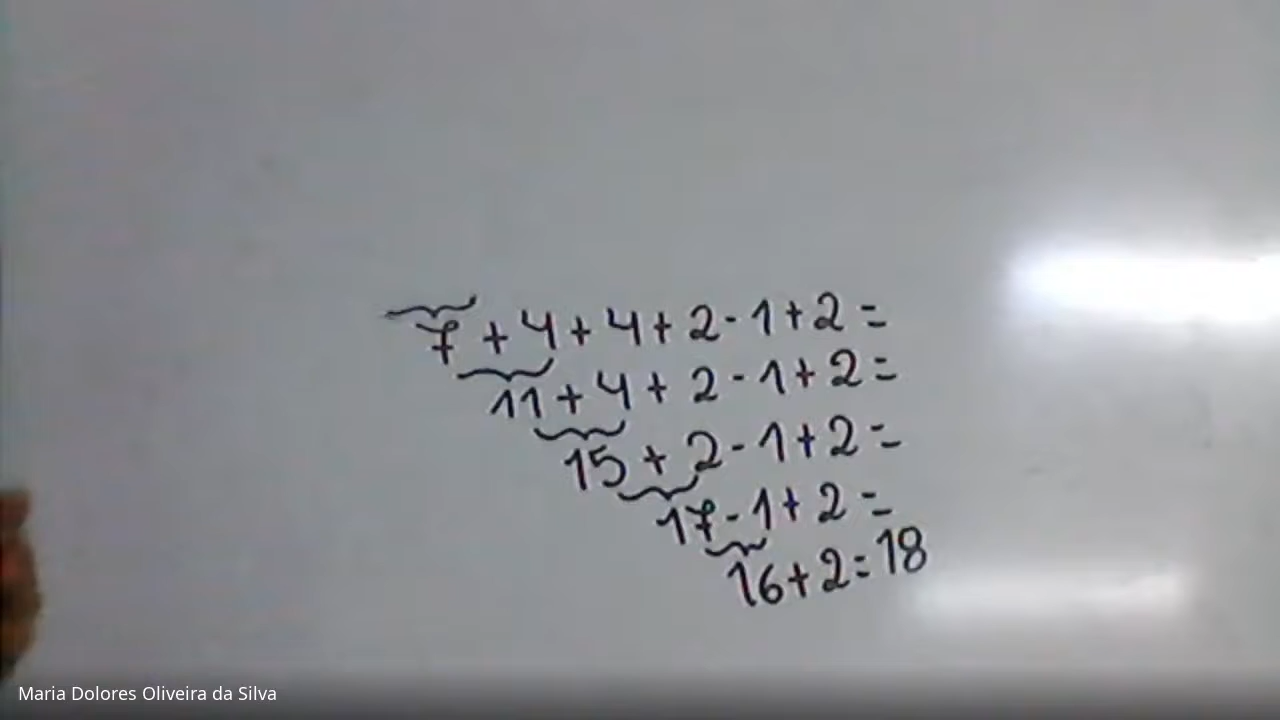 7 + 4 + 4 + 2 - 1 + 2 =
11 + 4 + 2 - 1 + 2 =
15 + 2 - 1 + 2 =
17 - 1 + 2 =
16 + 2 = 18
Maria Dolores Oliveira da Silva